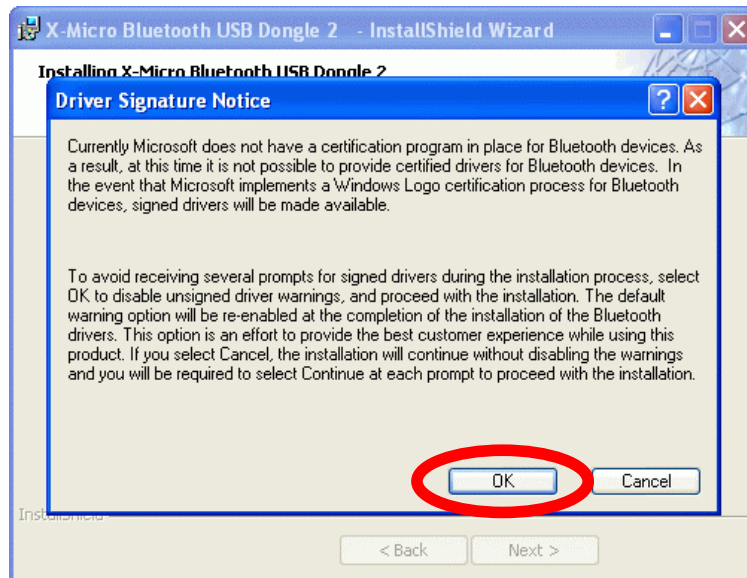 X-Micro Bluetooth USB Dongle 2 - InstallShield Wizard
Installing X-Micro Bluetooth USB Dongle 2
Driver Signature Notice
Currently Microsoft does not have a certification program in place for Bluetooth devices. As
a result, at this time it is not possible to provide certified drivers for Bluetooth devices. In
the event that Microsoft implements a Windows Logo certification process for Bluetooth
devices, signed drivers will be made available.
To avoid receiving several prompts for signed drivers during the installation process, select
OK to disable unsigned driver warnings, and proceed with the installation. The default
warning option will be re-enabled at the completion of the installation of the Bluetooth
drivers. This option is an effort to provide the best customer experience while using this
product. If you select Cancel, the installation will continue without disabling the warnings
and you will be required to select Continue at each prompt to proceed with the installation.
OK
Cancel
InstallShield
< Back
Next >